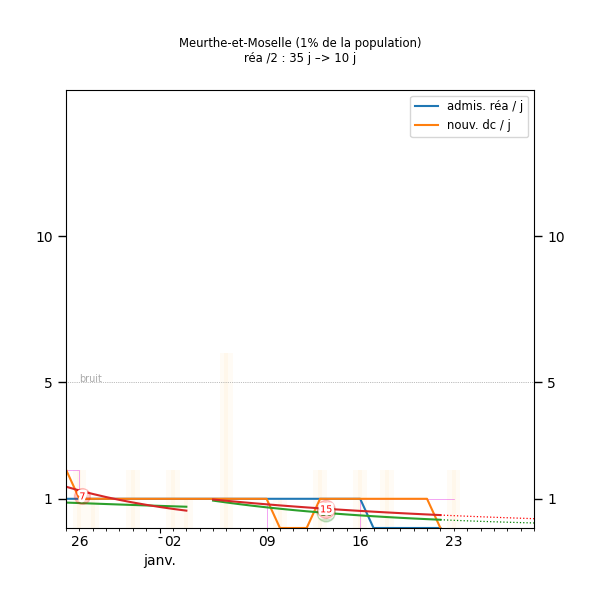 Meurthe-et-Moselle (1% de la population)
réa /2 : 35 j –> 10 j
admis. réa / j
nouv. dc / j
10
10
bruit
5
5
7
15
1
1
26
02
09
16
23
janv.